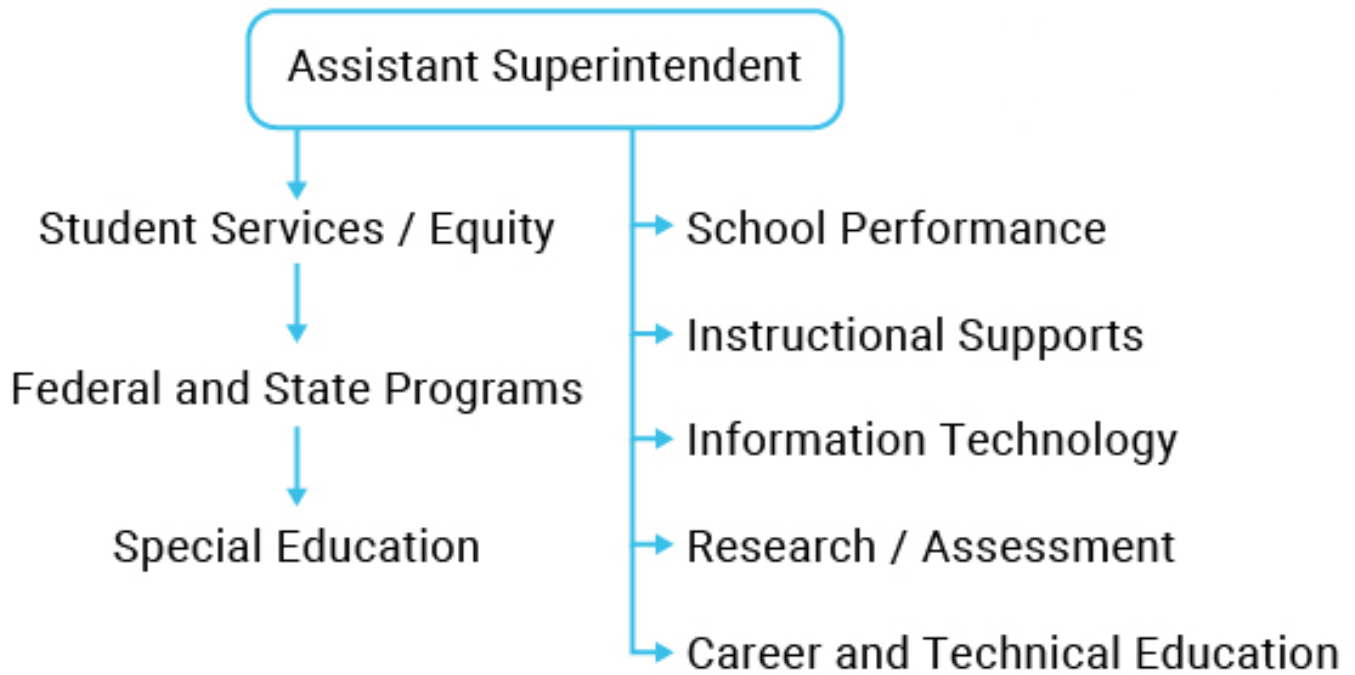 Assistant Superintendent
Student Services / Equity
Federal and State Programs
Special Education
School Performance
Instructional Supports
Information Technology
Research / Assessment
Career and Technical Education